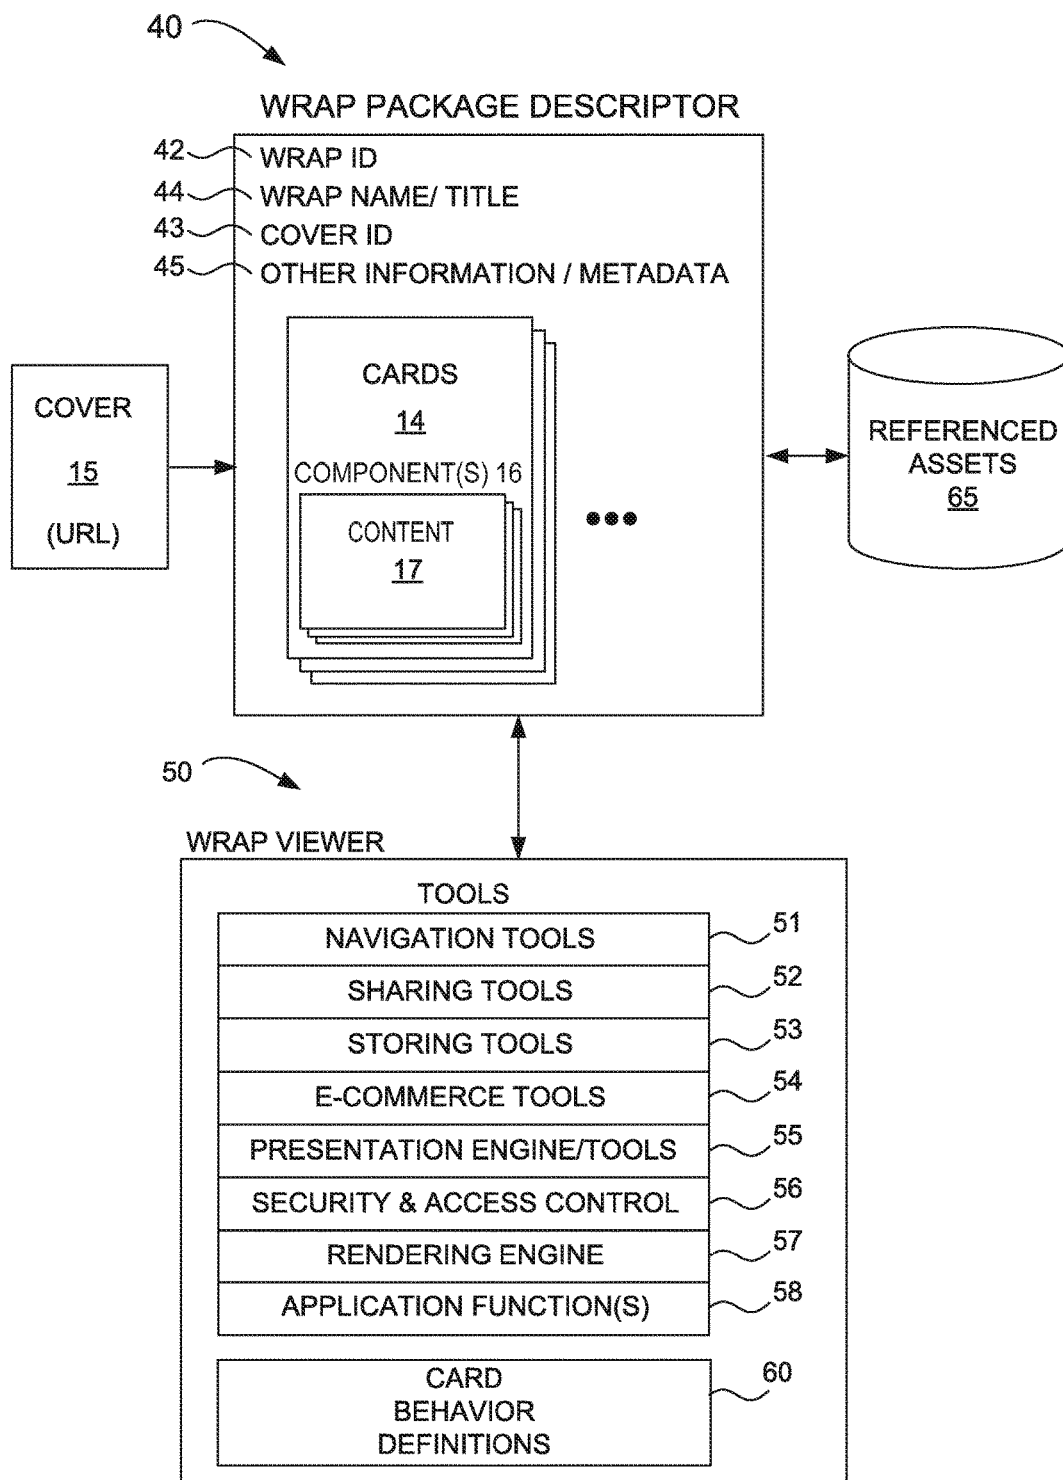 40
WRAP PACKAGE DESCRIPTOR
42 WRAP ID
44 WRAP NAME/ TITLE
43 COVER ID
45 OTHER INFORMATION / METADATA
COVER
15
(URL)
CARDS
14
COMPONENT(S) 16
CONTENT
17
●●●
REFERENCED
ASSETS
65
50
WRAP VIEWER
TOOLS
NAVIGATION TOOLS 51
SHARING TOOLS 52
STORING TOOLS 53
E-COMMERCE TOOLS 54
PRESENTATION ENGINE/TOOLS 55
SECURITY & ACCESS CONTROL 56
RENDERING ENGINE 57
APPLICATION FUNCTION(S) 58
CARD 60
BEHAVIOR
DEFINITIONS